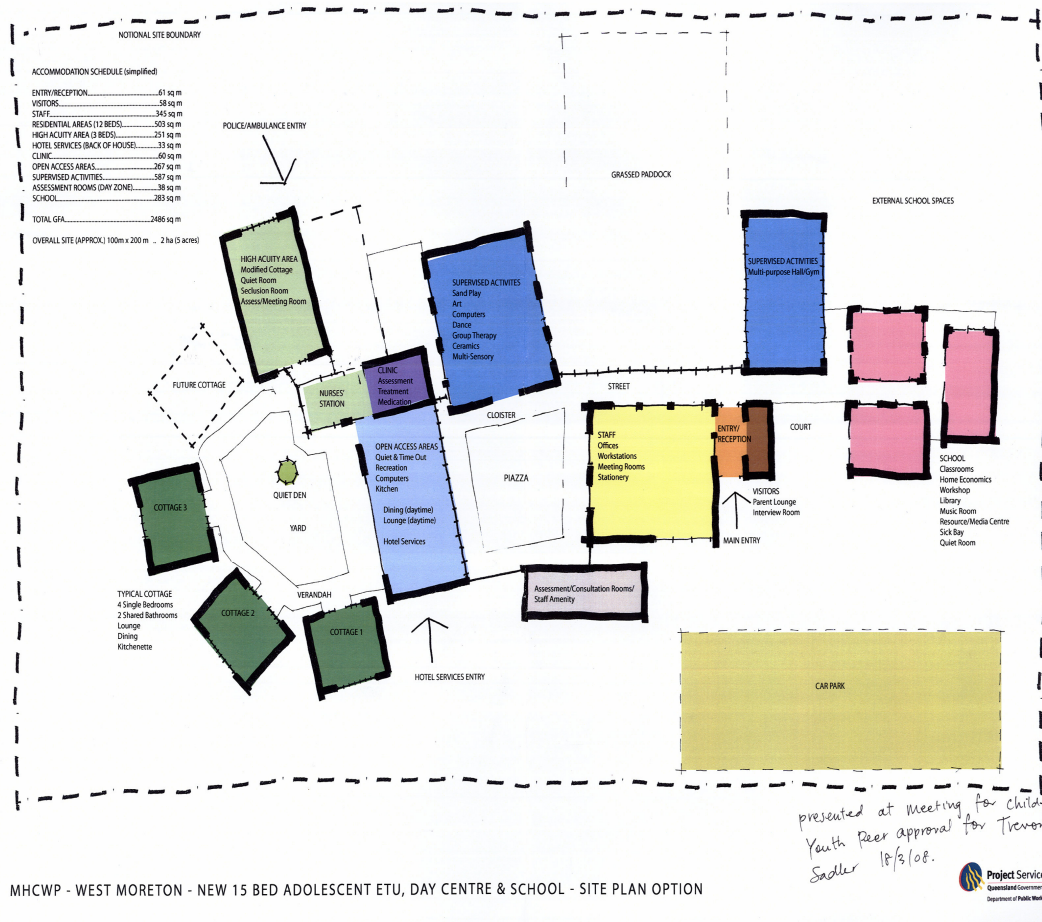 NOTIONAL SITE BOUNDARY
ACCOMMODATION SCHEDULE (simplified)
ENTRY/RECEPTION...............................61 sq m
VISITORS............................................58 sq m
STAFF...............................................345 sq m
RESIDENTIAL AREAS (12 BEDS)..............503 sq m
HIGH ACUITY AREA (3 BEDS)................251 sq m
HOTEL SERVICES (BACK OF HOUSE).......33 sq m
CLINIC................................................60 sq m
OPEN ACCESS AREAS..........................267 sq m
SUPERVISED ACTIVITIES.......................587 sq m
ASSESSMENT ROOMS (DAY ZONE)........38 sq m
SCHOOL............................................283 sq m
TOTAL GFA.......................................2486 sq m
OVERALL SITE (APPROX.) 100m x 200 m .. 2 ha (5 acres)
POLICE/AMBULANCE ENTRY
GRASSED PADDOCK
EXTERNAL SCHOOL SPACES
HIGH ACUITY AREA
Modified Cottage
Quiet Room
Seclusion Room
Assess/Meeting Room
SUPERVISED ACTIVITES
Sand Play
Art
Computers
Dance
Group Therapy
Ceramics
Multi-Sensory
SUPERVISED ACTIVITIES
Multi-purpose Hall/Gym
FUTURE COTTAGE
NURSES'
STATION
CLINIC
Assessment
Treatment
Medication
STREET
CLOISTER
OPEN ACCESS AREAS
Quiet & Time Out
Recreation
Computers
Kitchen
Dining (daytime)
Lounge (daytime)
Hotel Services
PIAZZA
STAFF
Offices
Workstations
Meeting Rooms
Stationery
ENTRY/
RECEPTION
COURT
VISITORS
Parent Lounge
Interview Room
MAIN ENTRY
SCHOOL
Classrooms
Home Economics
Workshop
Library
Music Room
Resource/Media Centre
Sick Bay
Quiet Room
QUIET DEN
YARD
COTTAGE 3
VERANDAH
COTTAGE 2
COTTAGE 1
TYPICAL COTTAGE
4 Single Bedrooms
2 Shared Bathrooms
Lounge
Dining
Kitchenette
Assessment/Consultation Rooms/
Staff Amenity
HOTEL SERVICES ENTRY
CAR PARK
presented at meeting for Child
Youth Peer approval for Trevor
Sadler 18/3/08.
MHCWP - WEST MORETON - NEW 15 BED ADOLESCENT ETU, DAY CENTRE & SCHOOL - SITE PLAN OPTION
Project Service
Queensland Governmen
Department of Public Work